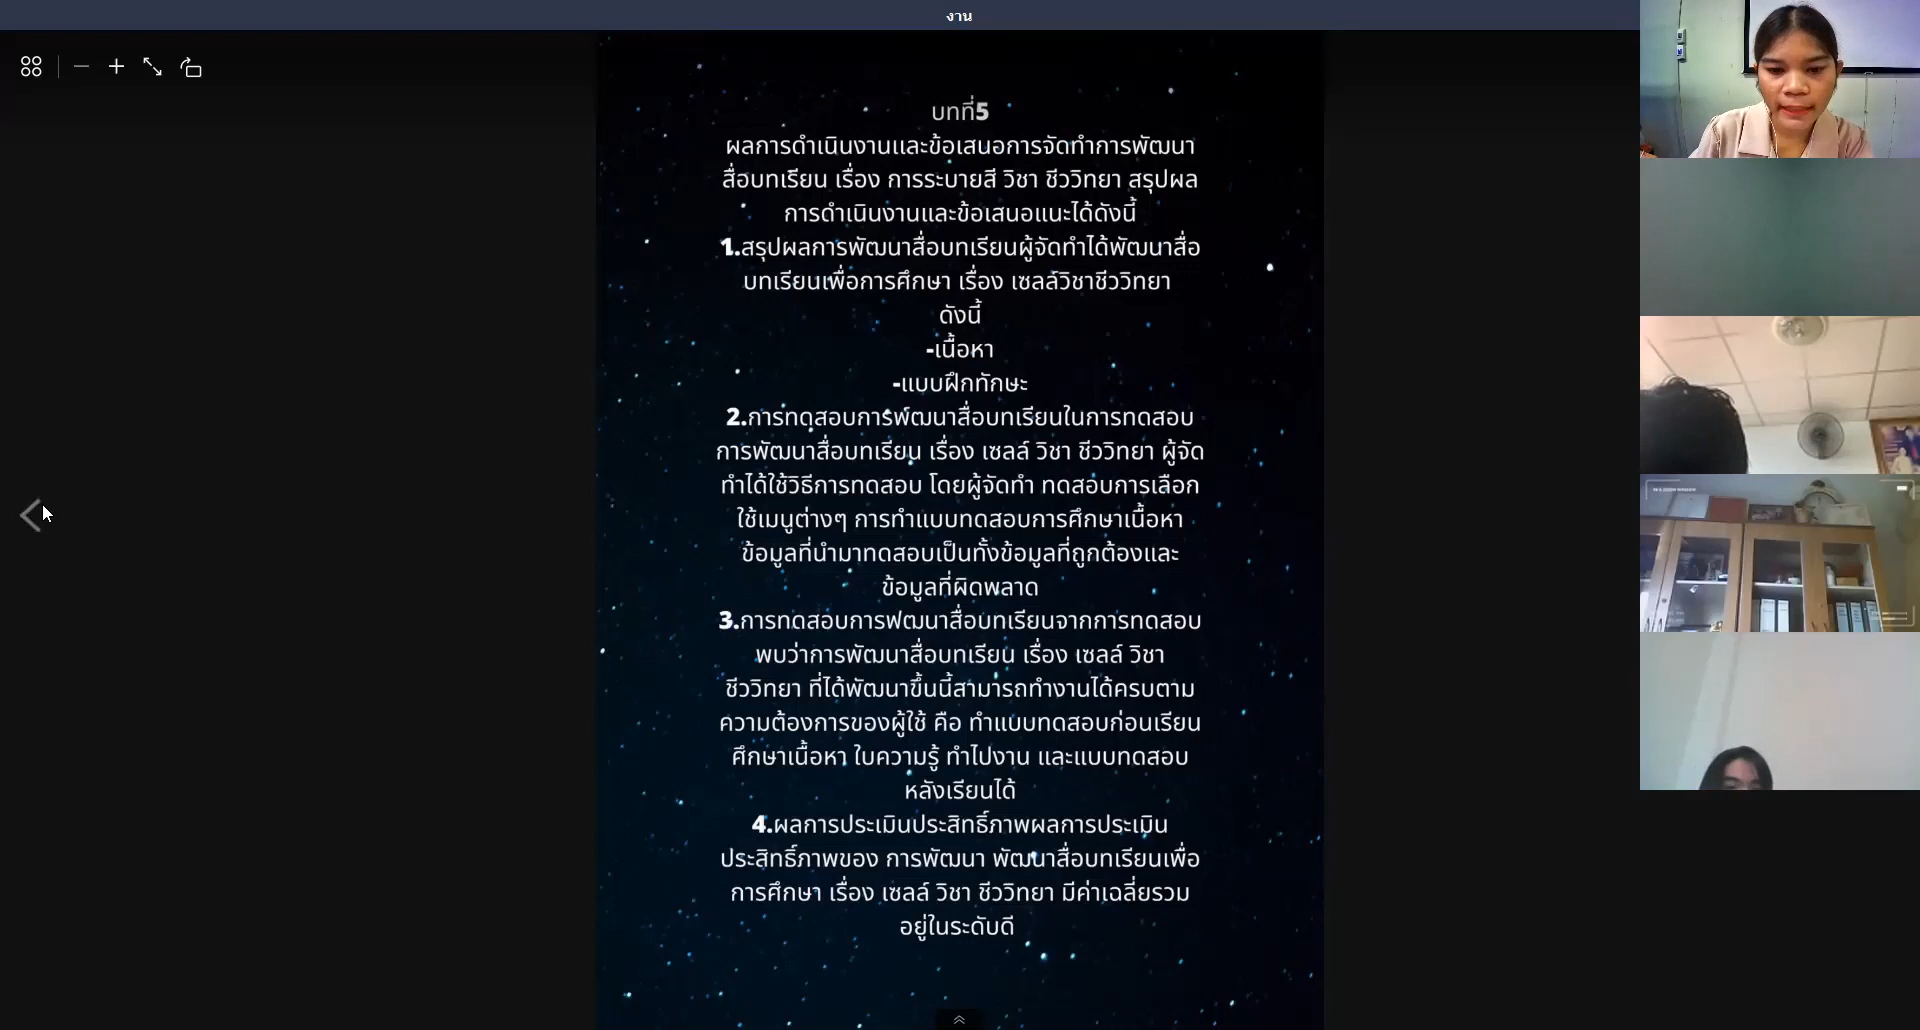 งาน
บทที่5
ผลการดำเนินงานและข้อเสนอการจัดทำการพัฒนา
สื่อบทเรียน เรื่อง การระบายสี วิชา ชีววิทยา สรุปผล
การดำเนินงานและข้อเสนอแนะได้ดังนี้
1.สรุปผลการพัฒนาสื่อบทเรียนผู้จัดทำได้พัฒนาสื่อ
บทเรียนเพื่อการศึกษา เรื่อง เซลล์วิชาชีววิทยา
ดังนี้
-เนื้อหา
-แบบฝึกทักษะ
2.การทดสอบการพัฒนาสื่อบทเรียนในการทดสอบ
การพัฒนาสื่อบทเรียน เรื่อง เซลล์ วิชา ชีววิทยา ผู้จัด
ทำได้ใช้วิธีการทดสอบ โดยผู้จัดทำ ทดสอบการเลือก
ใช้เมนูต่างๆ การทำแบบทดสอบการศึกษาเนื้อหา
ข้อมูลที่นำมาทดสอบเป็นทั้งข้อมูลที่ถูกต้องและ
ข้อมูลที่ผิดพลาด
3.การทดสอบการฟฒนาสื่อบทเรียนจากการทดสอบ
พบว่าการพัฒนาสื่อบทเรียน เรื่อง เซลล์ วิชา
ชีววิทยา ที่ได้พัฒนาขึ้นนี้สามารถทำงานได้ครบตาม
ความต้องการของผู้ใช้ คือ ทำแบบทดสอบก่อนเรียน
ศึกษาเนื้อหา ใบความรู้ ทำไปงาน และแบบทดสอบ
หลังเรียนได้
4.ผลการประเมินประสิทธิ์ภาพผลการประเมิน
ประสิทธิ์ภาพของ การพัฒนา พัฒนาสื่อบทเรียนเพื่อ
การศึกษา เรื่อง เซลล์ วิชา ชีววิทยา มีค่าเฉลี่ยรวม
อยู่ในระดับดี